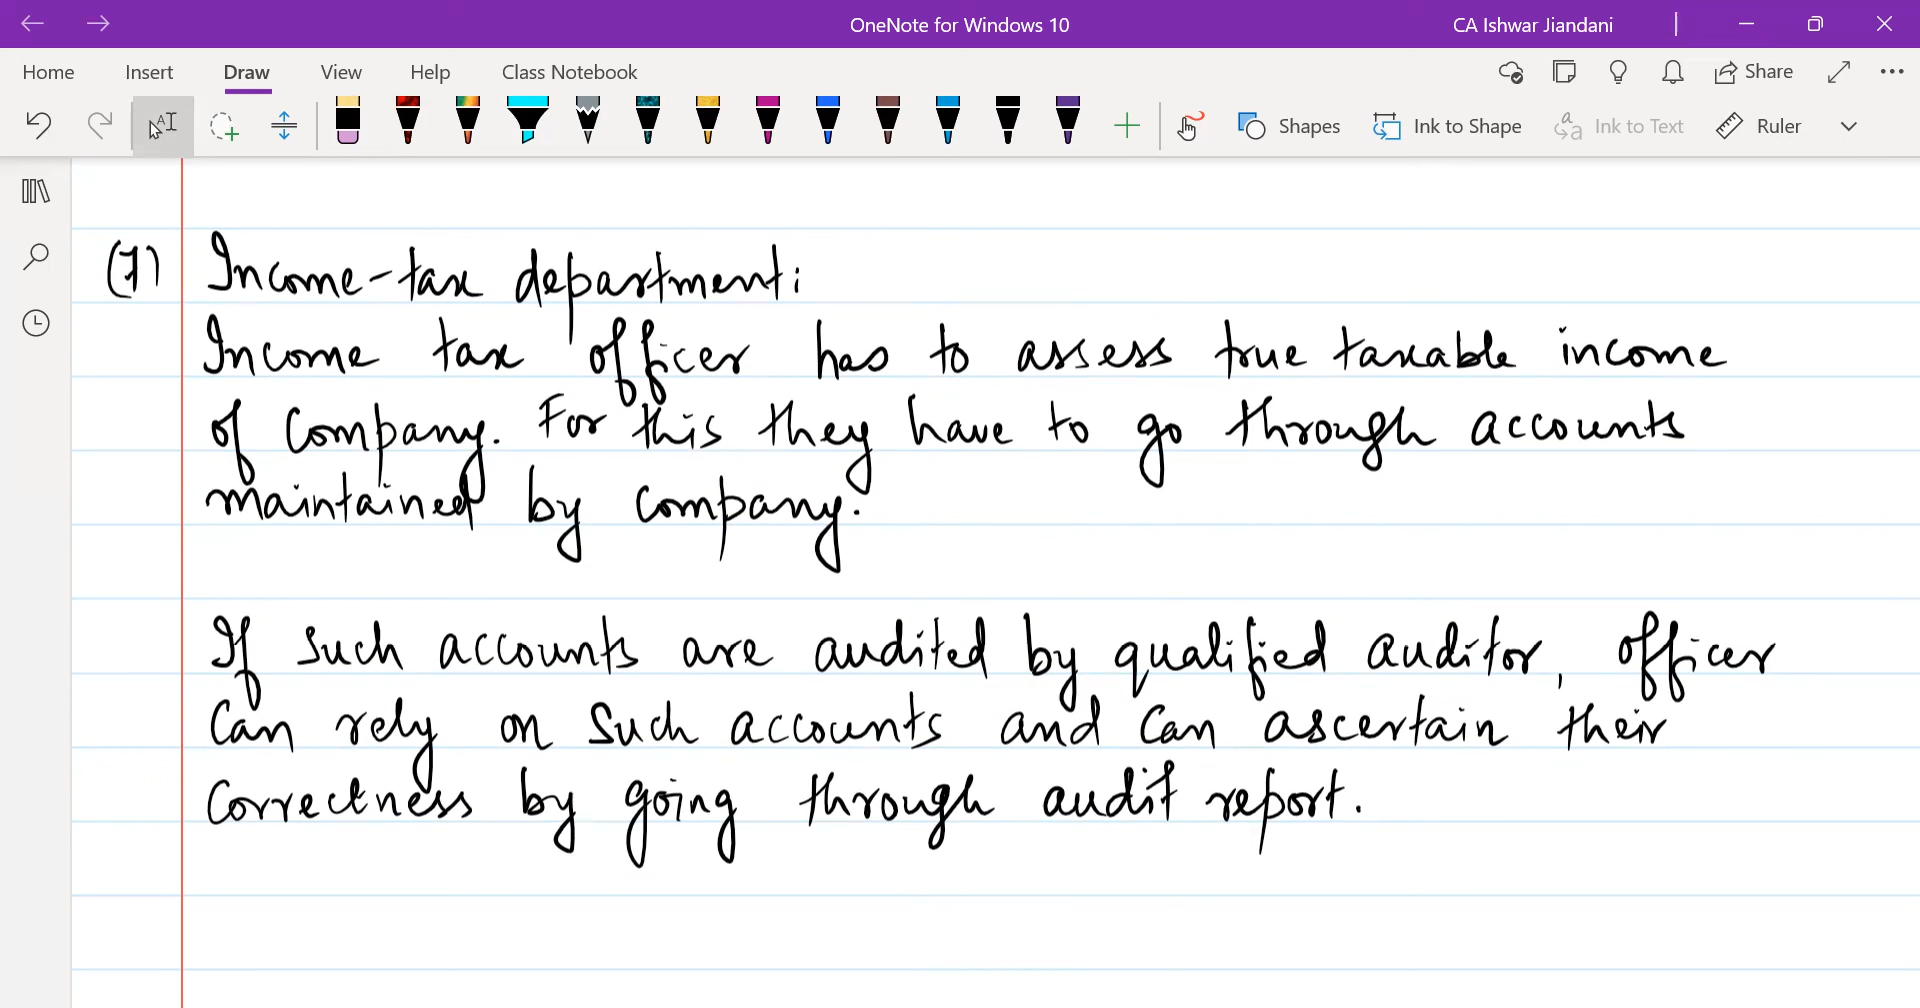 OneNote for Windows 10
CA Ishwar Jiandani
Home Insert Draw View Help Class Notebook Share
Shapes Ink to Shape Ink to Text Ruler
(7) Income-tax department:
Income tax officer has to assess true taxable income
of Company. For this they have to go through accounts
maintained by company.
If such accounts are audited by qualified auditor, officer
Can rely on Such accounts and Can ascertain their
correctness by going through audit report.